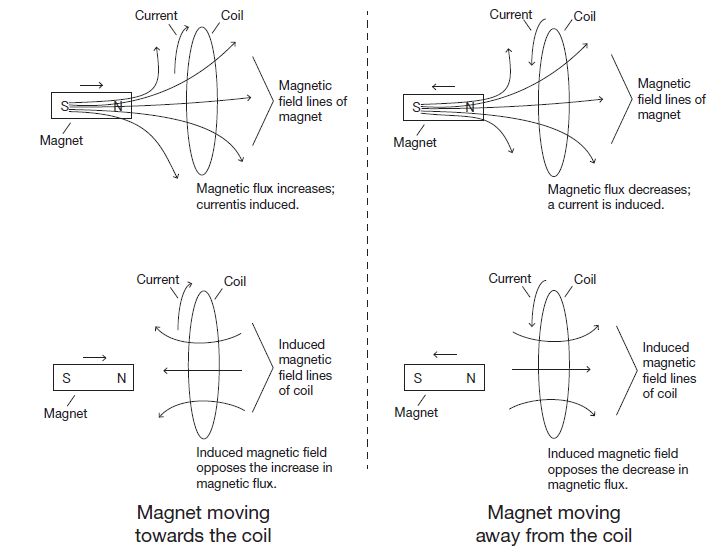 Current
Coil
S
N
Magnet
Magnetic
field lines of
magnet
Magnetic flux increases;
currentis induced.
Current
Coil
S
N
Magnet
Magnetic
field lines of
magnet
Magnetic flux decreases;
a current is induced.
Current
Coil
S
N
Magnet
Induced
magnetic
field lines
of coil
Induced magnetic field
opposes the increase in
magnetic flux.
Magnet moving
towards the coil
Current
Coil
S
N
Magnet
Induced
magnetic
field lines
of coil
Induced magnetic field
opposes the decrease in
magnetic flux.
Magnet moving
away from the coil